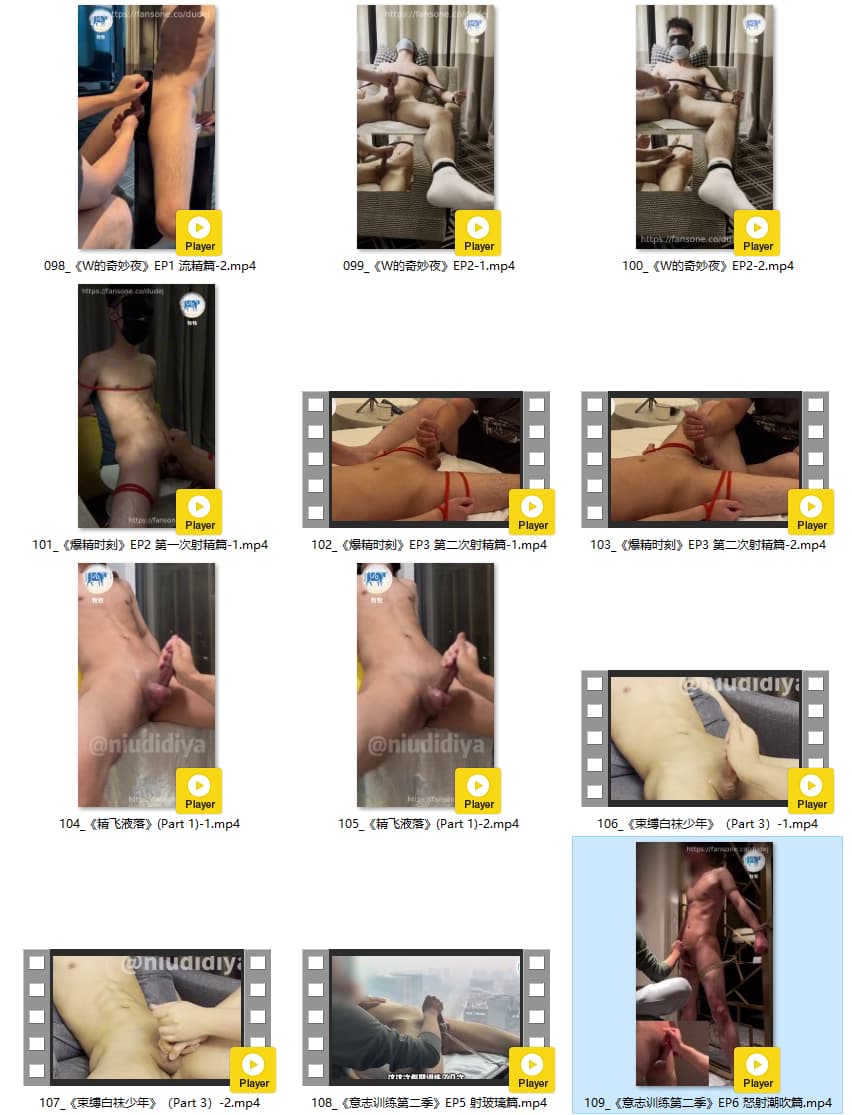 https://fansone.co/dudej
牧牧
Player
Player
Player
098_《W的奇妙夜》EP1 流精篇-2.mp4
099_《W的奇妙夜》EP2-1.mp4
100_《W的奇妙夜》EP2-2.mp4
https://fansone.co/dudej
Player
Player
Player
101_《爆精时刻》EP2 第一次射精篇-1.mp4
102_《爆精时刻》EP3 第二次射精篇-1.mp4
103_《爆精时刻》EP3 第二次射精篇-2.mp4
@niudidiya
@niudidiya
@niudidiya
Player
Player
Player
104_《精飞液落》(Part 1)-1.mp4
105_《精飞液落》(Part 1)-2.mp4
106_《束缚白袜少年》（Part 3）-1.mp4
https://fansone.co/dudej
@niudidiya
Player
Player
Player
107_《束缚白袜少年》（Part 3）-2.mp4
108_《意志训练第二季》EP5 射玻璃篇.mp4
109_《意志训练第二季》EP6 怒射潮吹篇.mp4